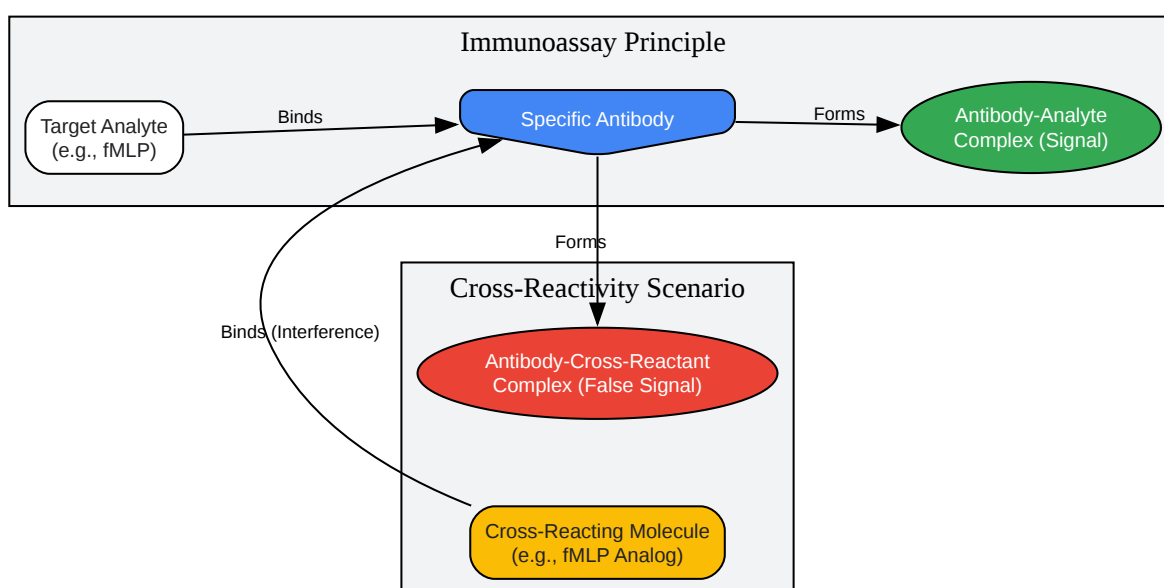 Immunoassay Principle
Target Analyte
(e.g., fMLP)
Binds
Specific Antibody
Forms
Antibody-Analyte
Complex (Signal)
Forms
Cross-Reactivity Scenario
Binds (Interference)
Antibody-Cross-Reactant
Complex (False Signal)
Cross-Reacting Molecule
(e.g., fMLP Analog)